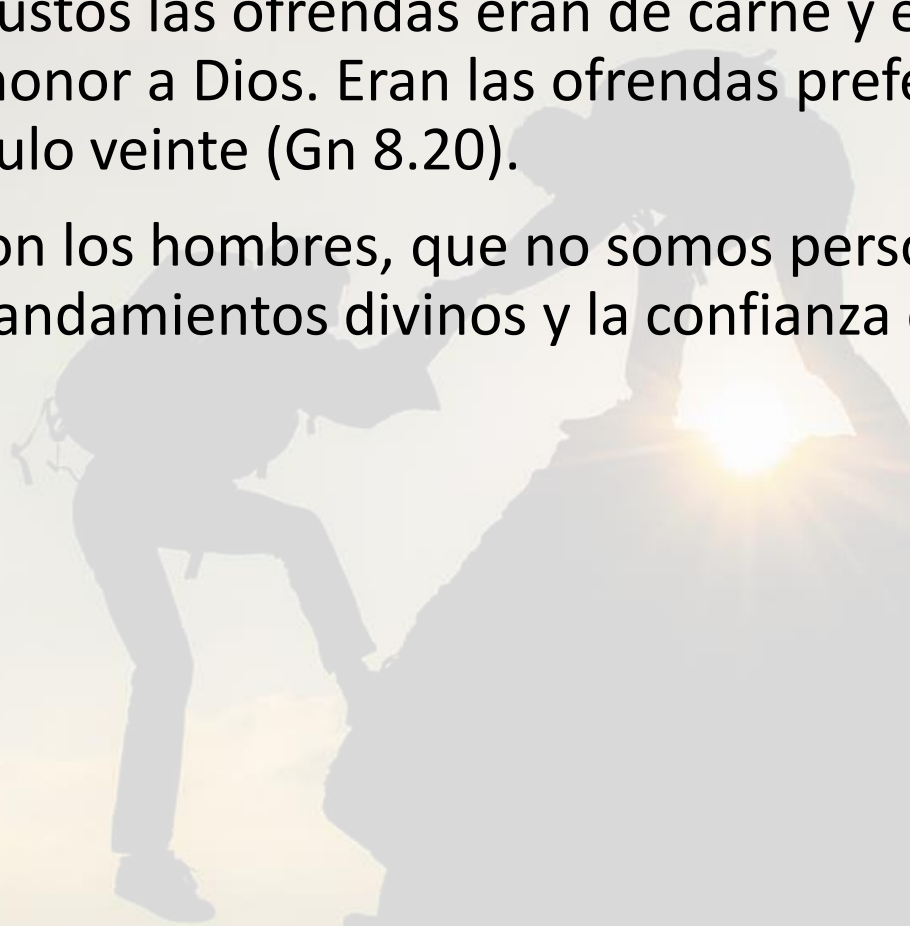 ustos las ofrendas eran de carne y e
honor a Dios. Eran las ofrendas prefe
ulo veinte (Gn 8.20).
on los hombres, que no somos perso
andamientos divinos y la confianza